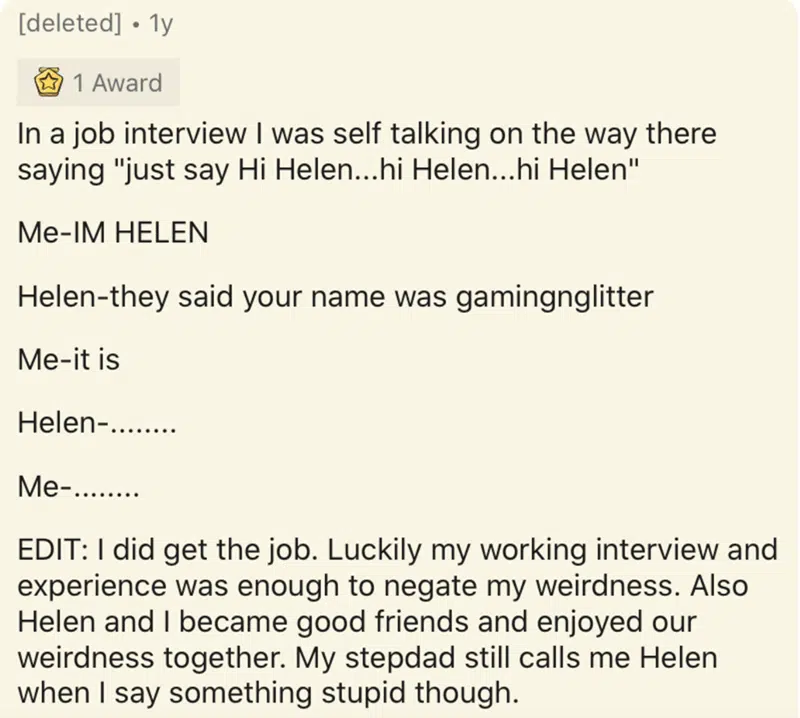 [deleted] • 1y
1 Award
In a job interview I was self talking on the way there
saying "just say Hi Helen...hi Helen...hi Helen"
Me-IM HELEN
Helen-they said your name was gamingnglitter
Me-it is
Helen-........
Me-........
EDIT: I did get the job. Luckily my working interview and
experience was enough to negate my weirdness. Also
Helen and I became good friends and enjoyed our
weirdness together. My stepdad still calls me Helen
when I say something stupid though.